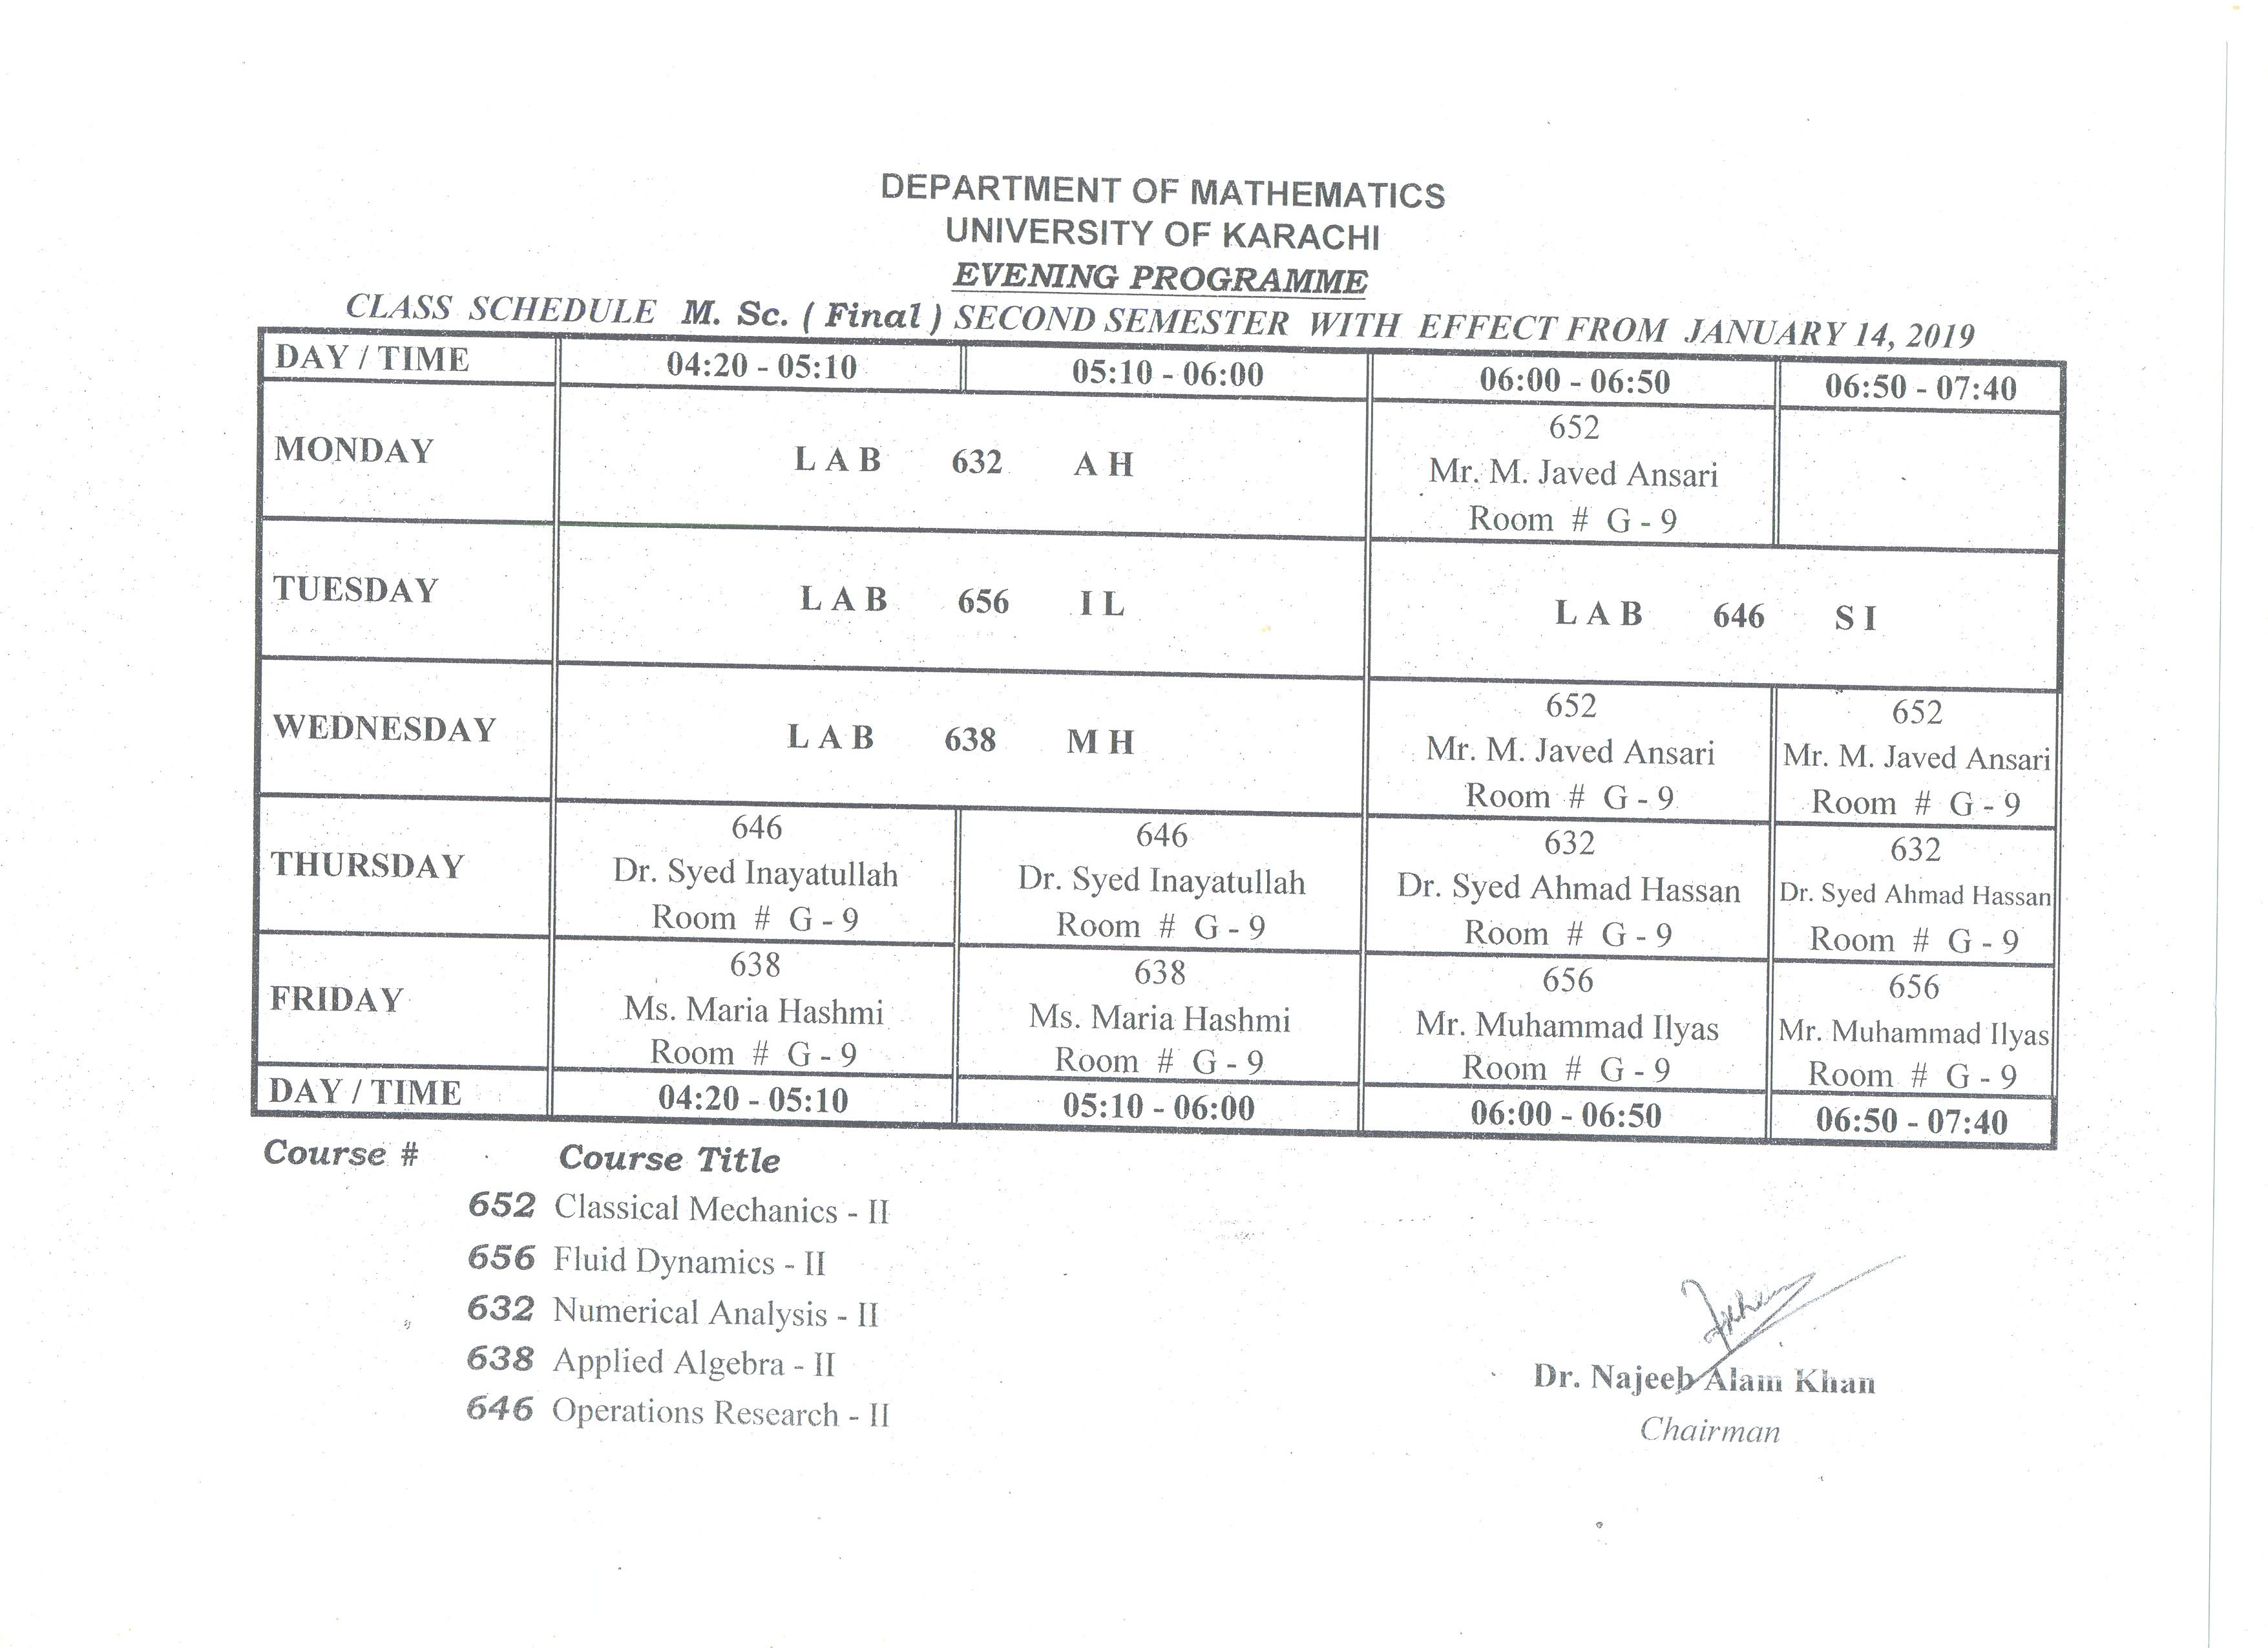 DEPARTMENT OF MATHEMATICS
UNIVERSITY OF KARACHI
EVENING PROGRAMME
CLASS SCHEDULE M. Sc. ( Final ) SECOND SEMESTER WITH EFFECT FROM JANUARY 14, 2019
DAY / TIME 04:20 - 05:10 05:10 - 06:00 06:00 - 06:50 06:50 - 07:40
MONDAY
L A B 632 A H
652
Mr. M. Javed Ansari
Room # G - 9
TUESDAY
L A B 656 I L
L A B 646 S I
WEDNESDAY
L A B 638 M H
652
Mr. M. Javed Ansari
Room # G - 9
652
Mr. M. Javed Ansari
Room # G - 9
THURSDAY
646
Dr. Syed Inayatullah
Room # G - 9
646
Dr. Syed Inayatullah
Room # G - 9
632
Dr. Syed Ahmad Hassan
Room # G - 9
632
Dr. Syed Ahmad Hassan
Room # G - 9
FRIDAY
638
Ms. Maria Hashmi
Room # G - 9
638
Ms. Maria Hashmi
Room # G - 9
656
Mr. Muhammad Ilyas
Room # G - 9
656
Mr. Muhammad Ilyas
Room # G - 9
DAY / TIME 04:20 - 05:10 05:10 - 06:00 06:00 - 06:50 06:50 - 07:40
Course # Course Title
652 Classical Mechanics - II
656 Fluid Dynamics - II
632 Numerical Analysis - II
638 Applied Algebra - II
646 Operations Research - II
Dr. Najeeb Alam Khan
Chairman